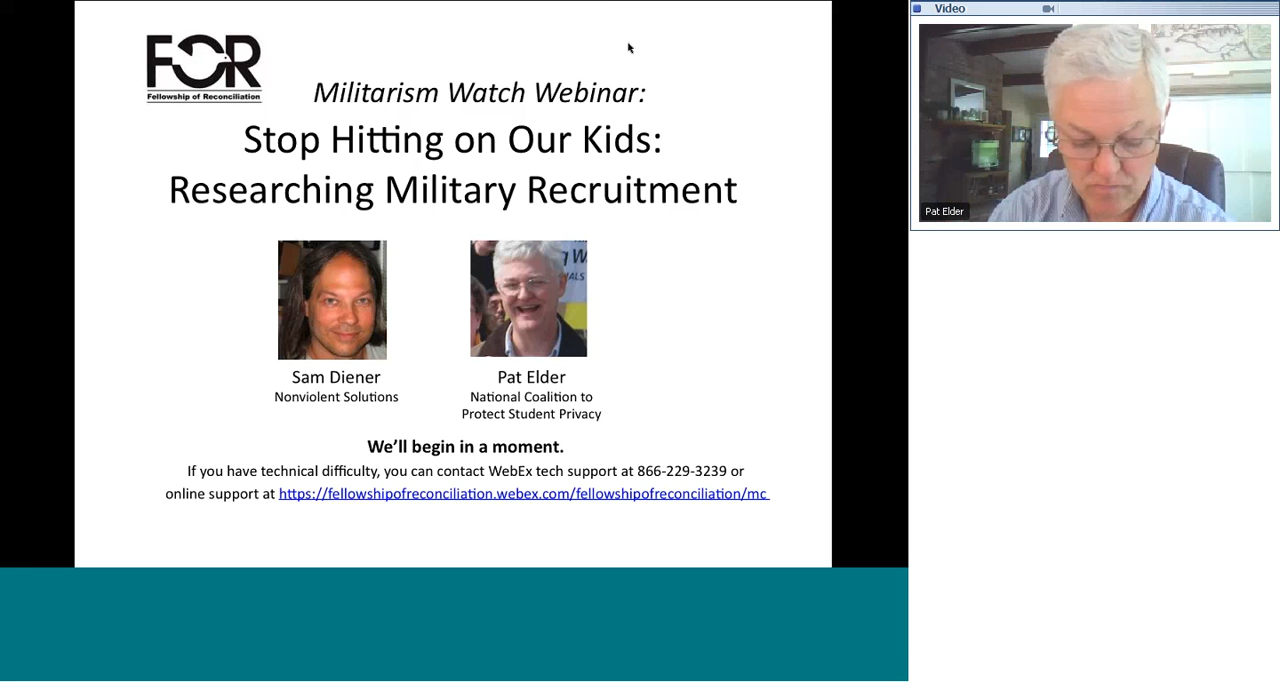 FOR
Fellowship of Reconciliation
Militarism Watch Webinar:
Stop Hitting on Our Kids:
Researching Military Recruitment
Sam Diener
Nonviolent Solutions
Pat Elder
National Coalition to
Protect Student Privacy
We'll begin in a moment.
If you have technical difficulty, you can contact WebEx tech support at 866-229-3239 or
online support at https://fellowshipofreconciliation.webex.com/fellowshipofreconciliation/mc
Video
Pat Elder